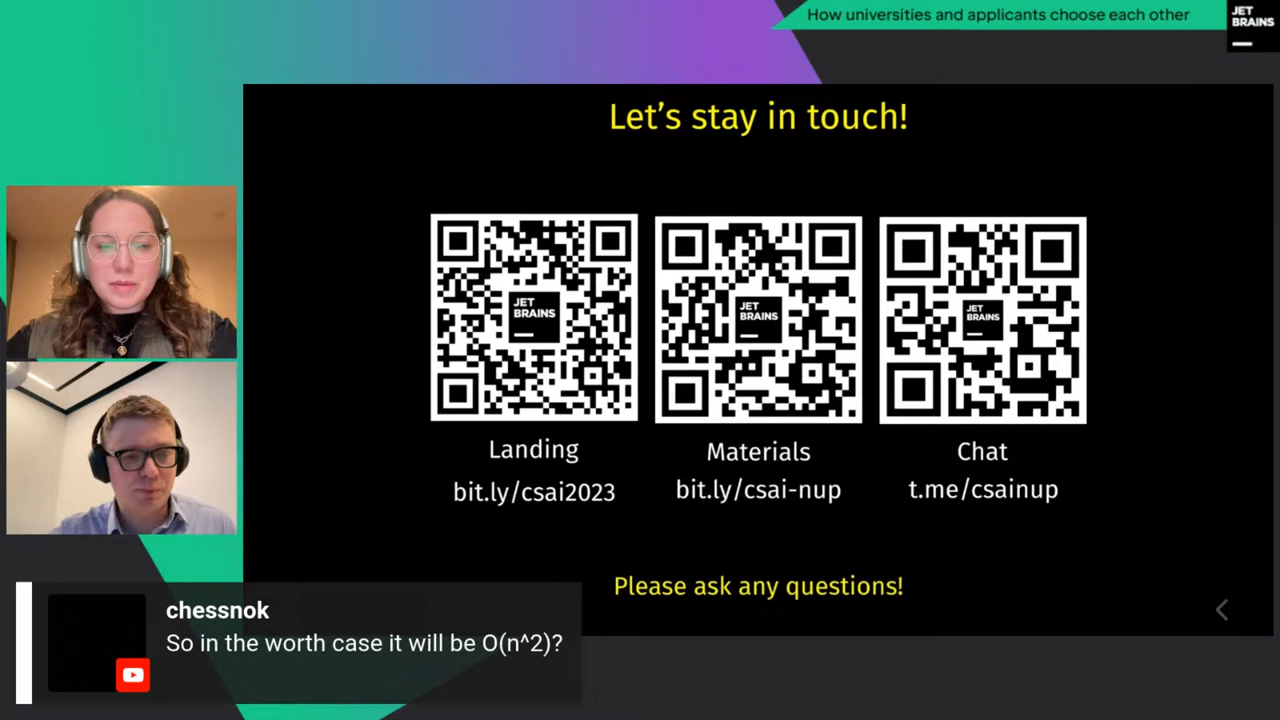 How universities and applicants choose each other
JET
BRAINS
Let's stay in touch!
JET
BRAINS
JET
BRAINS
JET
BRAINS
Landing
Materials
Chat
bit.ly/csai2023
bit.ly/csai-nup
t.me/csainup
Please ask any questions!
chessnok
So in the worth case it will be O(n^2)?